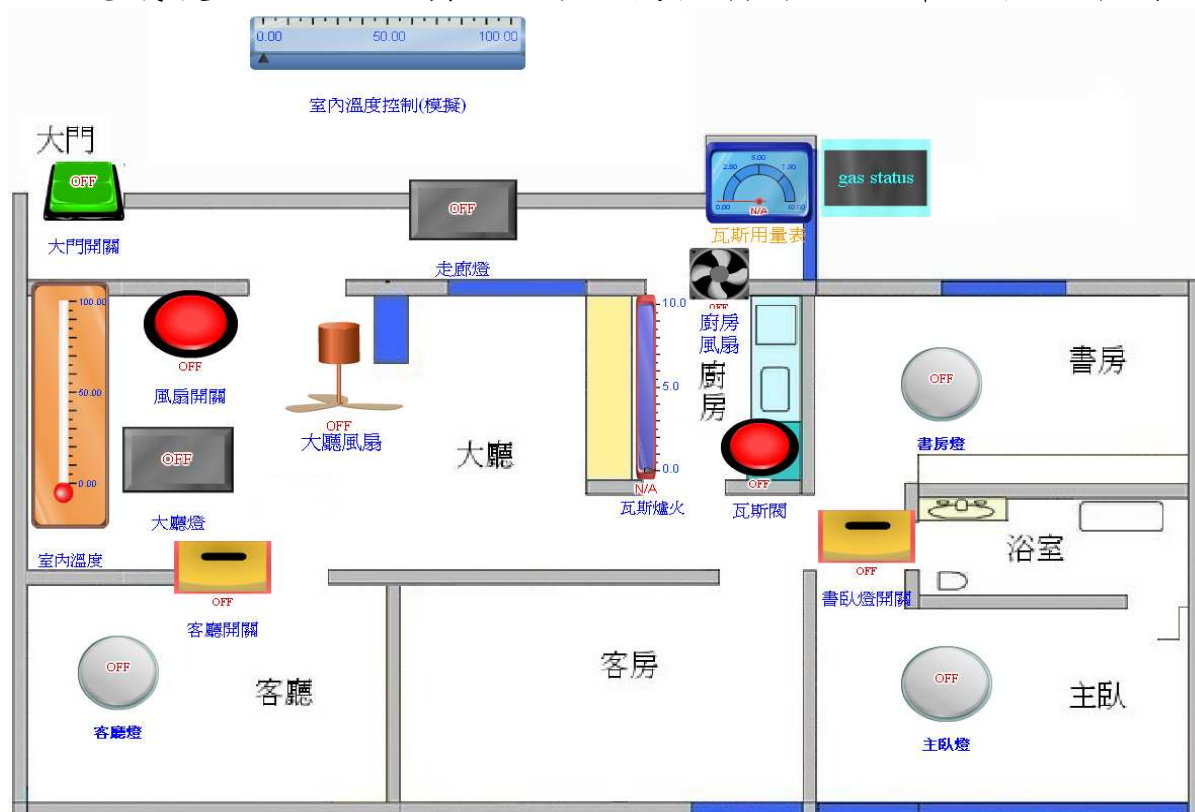 0.00 50.00 100.00
室內溫度控制(模擬)
大門
OFF
大門開關
OFF
走廊燈
2.50 5.00 7.50
0.00 N/A 10.00
瓦斯用量表
gas status
100.00
50.00
0.00
室內溫度
OFF
風扇開關
OFF
大廳燈
OFF
大廳風扇
大廳
10.0
5.0
0.0
N/A
瓦斯爐火
OFF
廚房
風扇
廚
房
OFF
瓦斯閥
書房
OFF
書房燈
浴室
OFF
書臥燈開關
OFF
客廳開關
OFF
客廳燈
客廳
客房
OFF
主臥燈
主臥